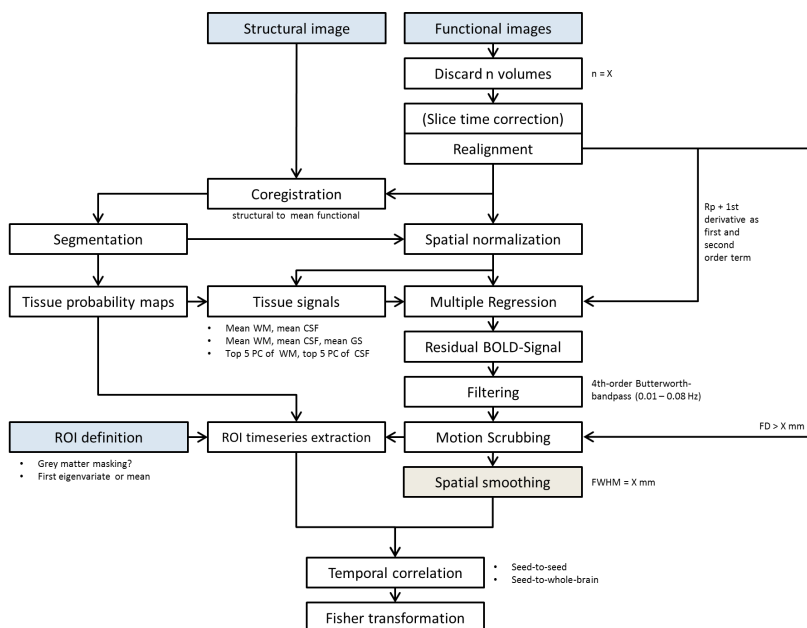 Structural image
Functional images
Discard n volumes
n = X
(Slice time correction)
Realignment
Coregistration
structural to mean functional
Rp + 1st
derivative as
first and
second
order term
Segmentation
Spatial normalization
Tissue probability maps
Tissue signals
Multiple Regression
• Mean WM, mean CSF
• Mean WM, mean CSF, mean GS
• Top 5 PC of WM, top 5 PC of CSF
Residual BOLD-Signal
Filtering
4th-order Butterworth-
bandpass (0.01 – 0.08 Hz)
ROI definition
ROI timeseries extraction
Motion Scrubbing
FD > X mm
• Grey matter masking?
• First eigenvariate or mean
Spatial smoothing
FWHM = X mm
Temporal correlation
• Seed-to-seed
• Seed-to-whole-brain
Fisher transformation